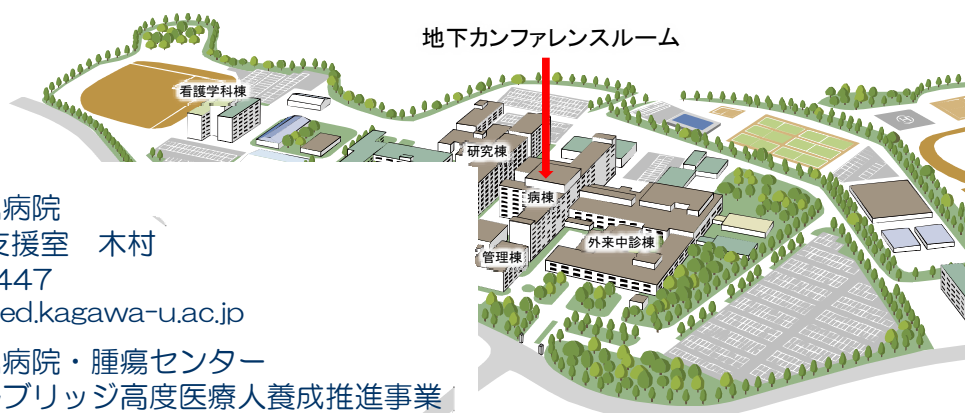 地下カンファレンスルーム
看護学科棟
研究棟
病棟
外来中診棟
管理棟
病院
支援室 木村
447
ed.kagawa-u.ac.jp
病院・腫瘍センター
ブリッジ高度医療人養成推進事業